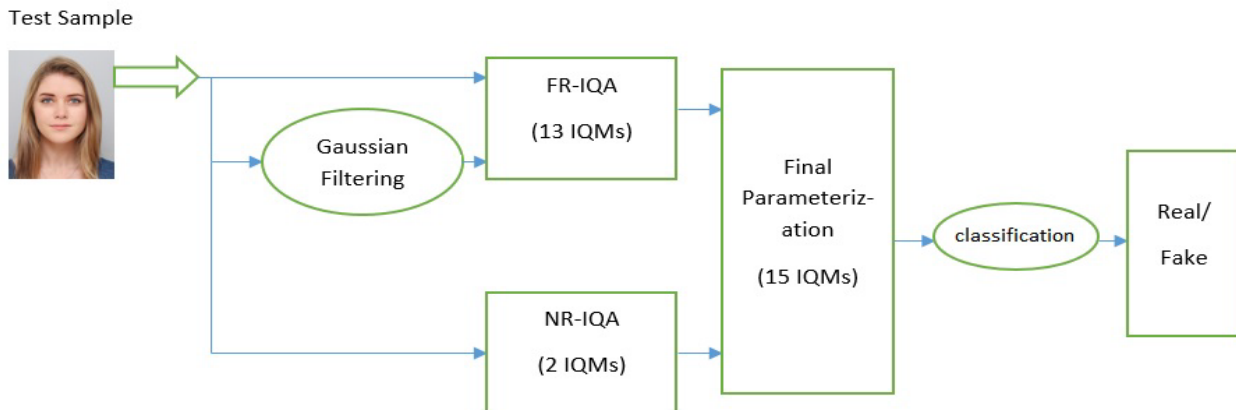 Test Sample
Gaussian
Filtering
FR-IQA
(13 IQMs)
NR-IQA
(2 IQMs)
Final
Parameteriz-
ation
(15 IQMs)
classification
Real/
Fake